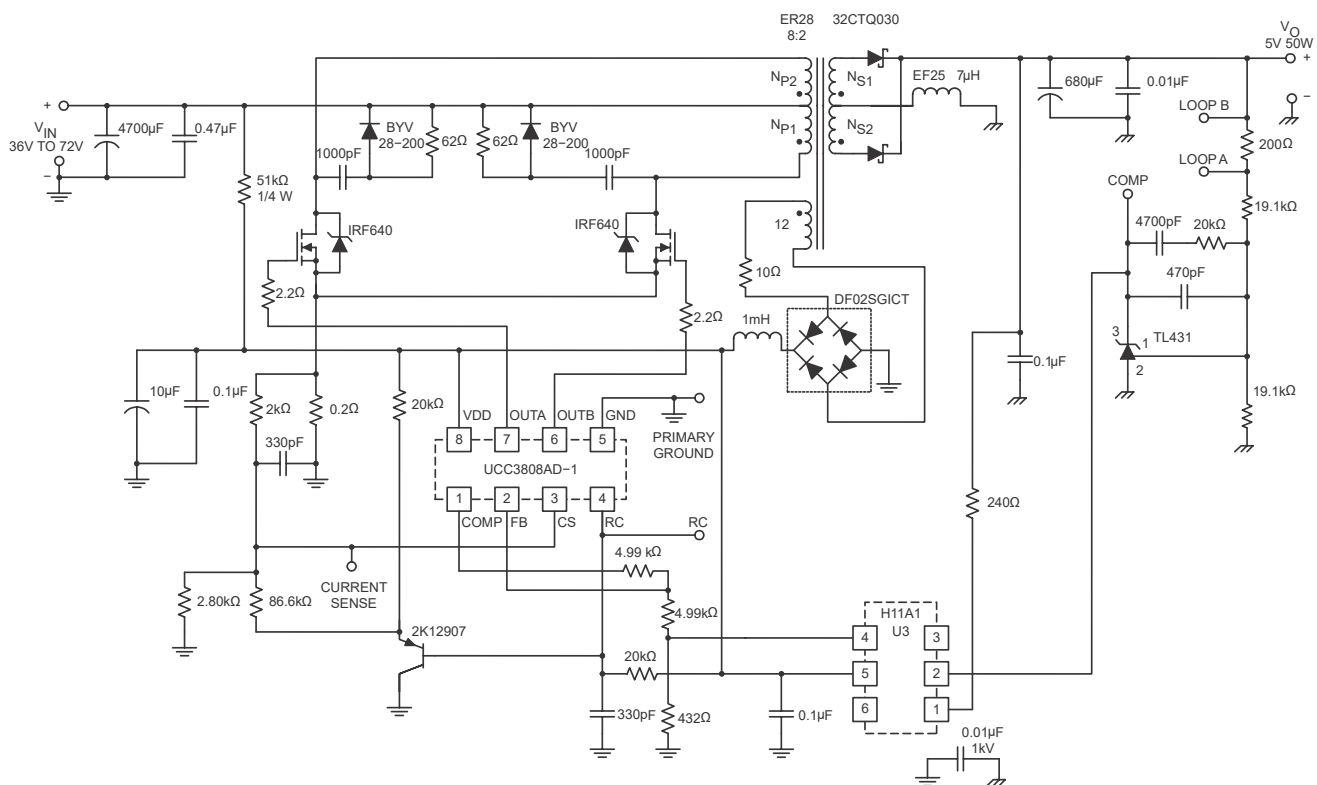 ER28 32CTQ030
8:2
VO
5V 50W
+
−
NP2
NS1
EF25 7µH
680µF
0.01µF
LOOP B
200Ω
LOOP A
19.1kΩ
+
VIN
36V TO 72V
−
4700µF
0.47µF
BYV
28−200
62Ω
62Ω
BYV
28−200
NP1
NS2
1000pF
1000pF
51kΩ
1/4 W
COMP
4700pF
20kΩ
470pF
IRF640
IRF640
12
10Ω
2.2Ω
2.2Ω
DF02SGICT
1mH
3
1
TL431
2
0.1µF
19.1kΩ
10µF
0.1µF
2kΩ
0.2Ω
20kΩ
330pF
VDD
OUTA
OUTB
GND
8
7
6
5
PRIMARY
GROUND
UCC3808AD−1
1
2
3
4
COMP
FB
CS
RC
RC
240Ω
4.99 kΩ
CURRENT
SENSE
2.80kΩ
86.6kΩ
4.99kΩ
H11A1
U3
2K12907
4
3
20kΩ
5
2
6
1
330pF
432Ω
0.1µF
0.01µF
1kV